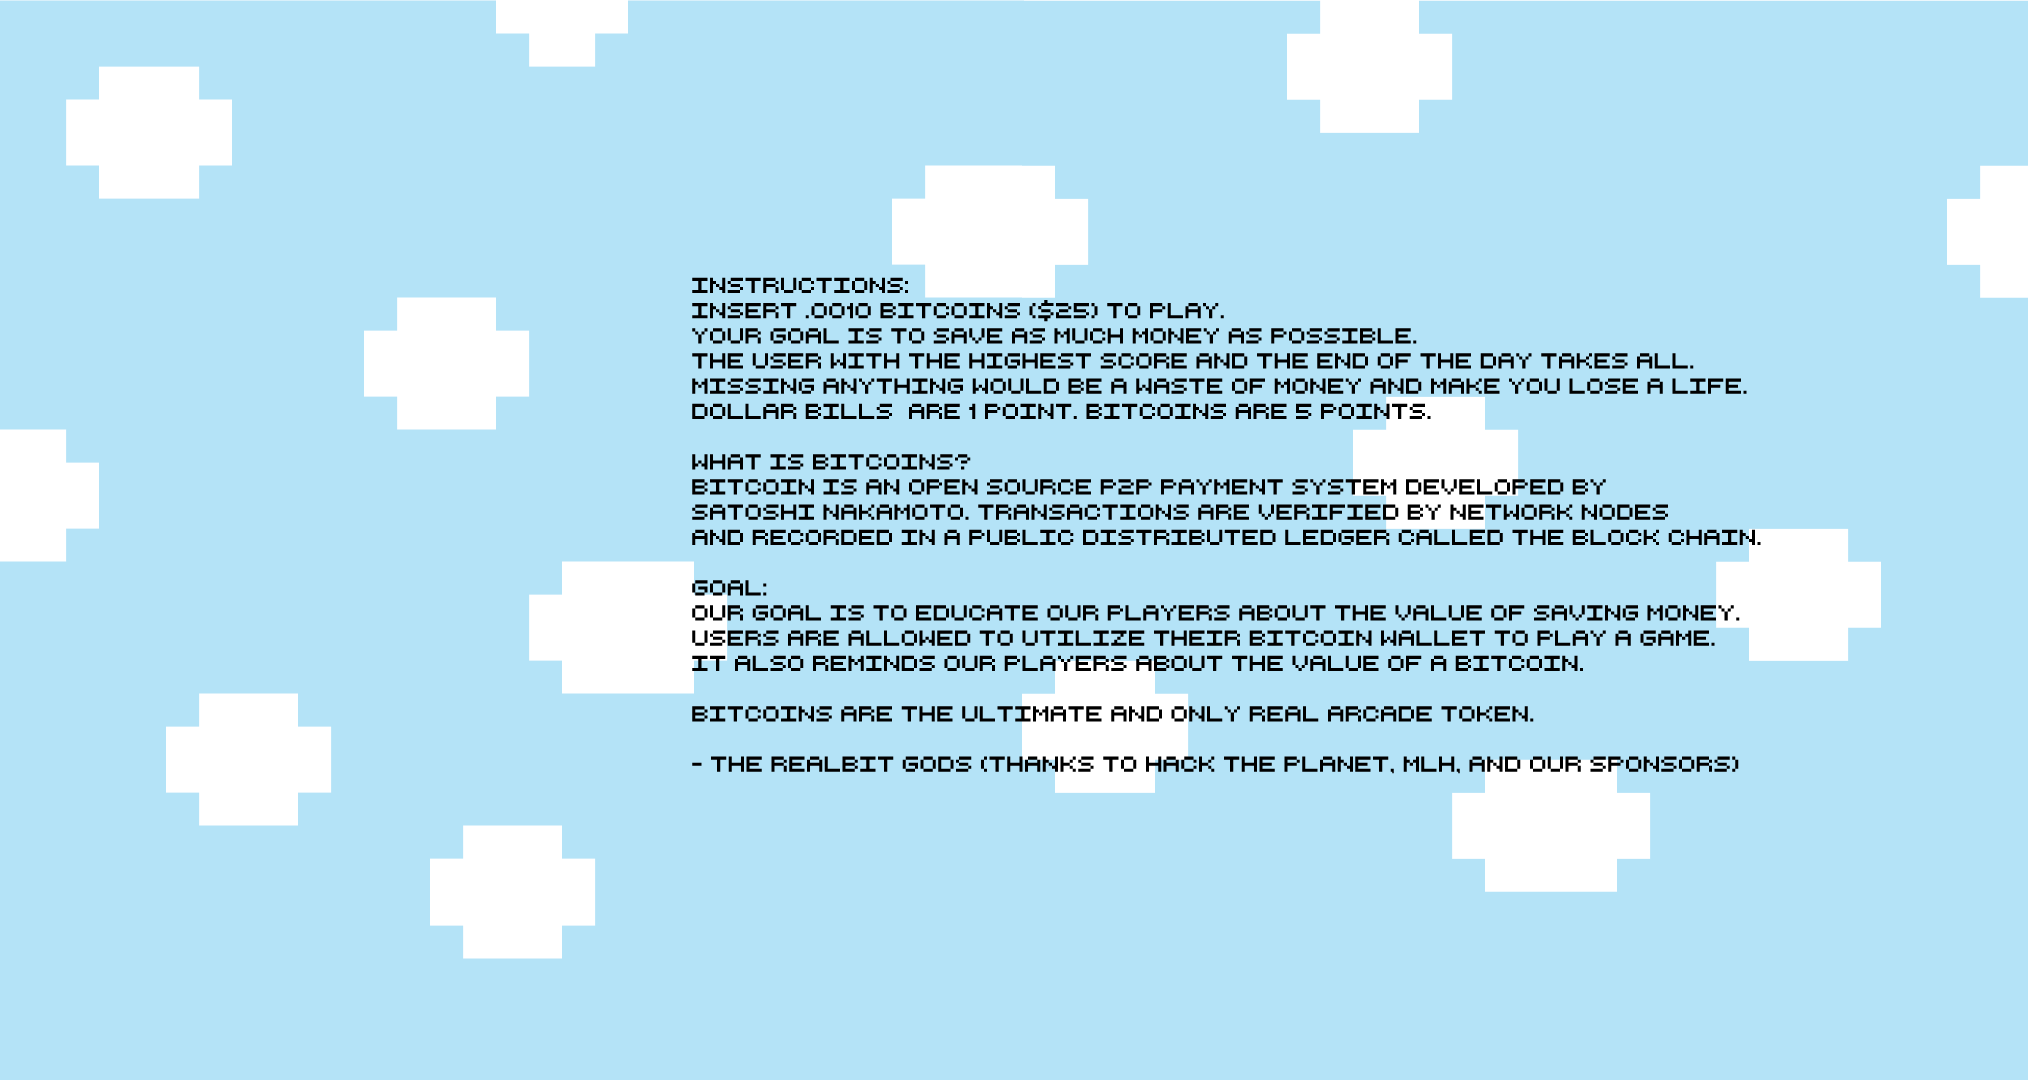 INSTRUCTIONS:
INSERT .0010 BITCOINS ($25) TO PLAY.
YOUR GOAL IS TO SAVE AS MUCH MONEY AS POSSIBLE.
THE USER WITH THE HIGHEST SCORE AND THE END OF THE DAY TAKES ALL.
MISSING ANYTHING WOULD BE A WASTE OF MONEY AND MAKE YOU LOSE A LIFE.
DOLLAR BILLS  ARE 1 POINT. BITCOINS ARE 5 POINTS.
WHAT IS BITCOINS?
BITCOIN IS AN OPEN SOURCE P2P PAYMENT SYSTEM DEVELOPED BY
SATOSHI NAKAMOTO. TRANSACTIONS ARE VERIFIED BY NETWORK NODES
AND RECORDED IN A PUBLIC DISTRIBUTED LEDGER CALLED THE BLOCK CHAIN.
GOAL:
OUR GOAL IS TO EDUCATE OUR PLAYERS ABOUT THE VALUE OF SAVING MONEY.
USERS ARE ALLOWED TO UTILIZE THEIR BITCOIN WALLET TO PLAY A GAME.
IT ALSO REMINDS OUR PLAYERS ABOUT THE VALUE OF A BITCOIN.
BITCOINS ARE THE ULTIMATE AND ONLY REAL ARCADE TOKEN.
- THE REALBIT GODS (THANKS TO HACK THE PLANET, MLH, AND OUR SPONSORS)